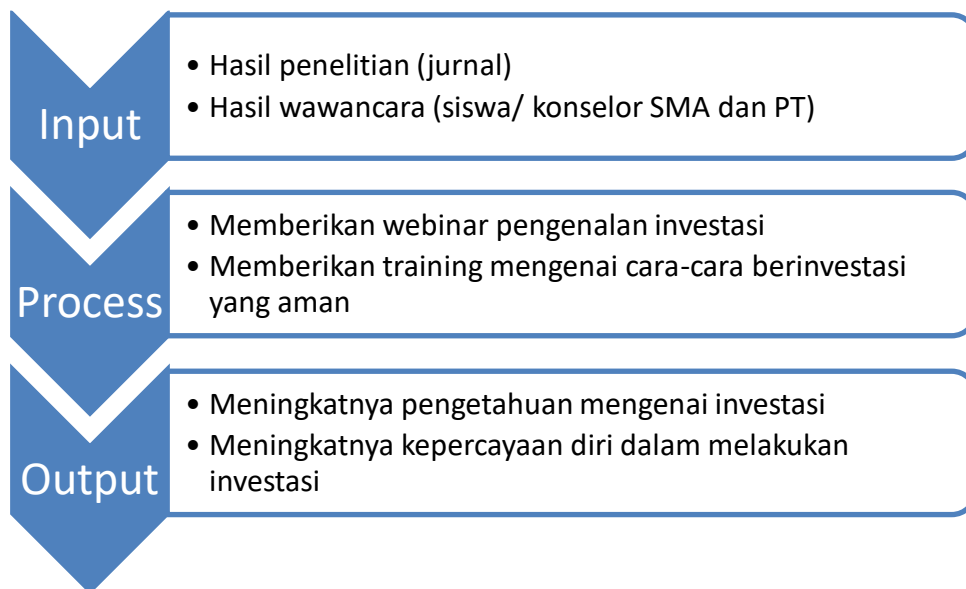 Input
• Hasil penelitian (jurnal)
• Hasil wawancara (siswa/ konselor SMA dan PT)
Process
• Memberikan webinar pengenalan investasi
• Memberikan training mengenai cara-cara berinvestasi
yang aman
Output
• Meningkatnya pengetahuan mengenai investasi
• Meningkatnya kepercayaan diri dalam melakukan
investasi